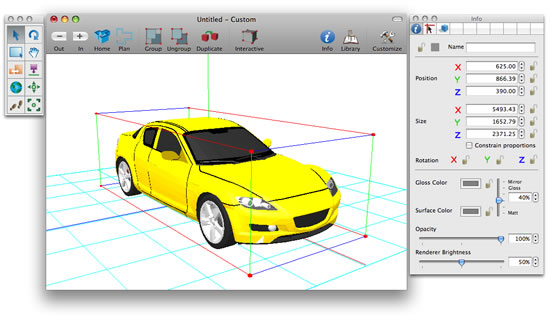 Untitled – Custom
Out In Home Plan Group Ungroup Duplicate Interactive Info Library Customize
Info
Name
X 625.00
Position Y 866.39
Z 390.00
X 5493.43
Size Y 1652.79
Z 2371.25
Constrain proportions
Rotation X Y Z
Gloss Color
Mirror
Gloss
40%
Surface Color
Matt
Opacity
100%
Renderer Brightness
50%